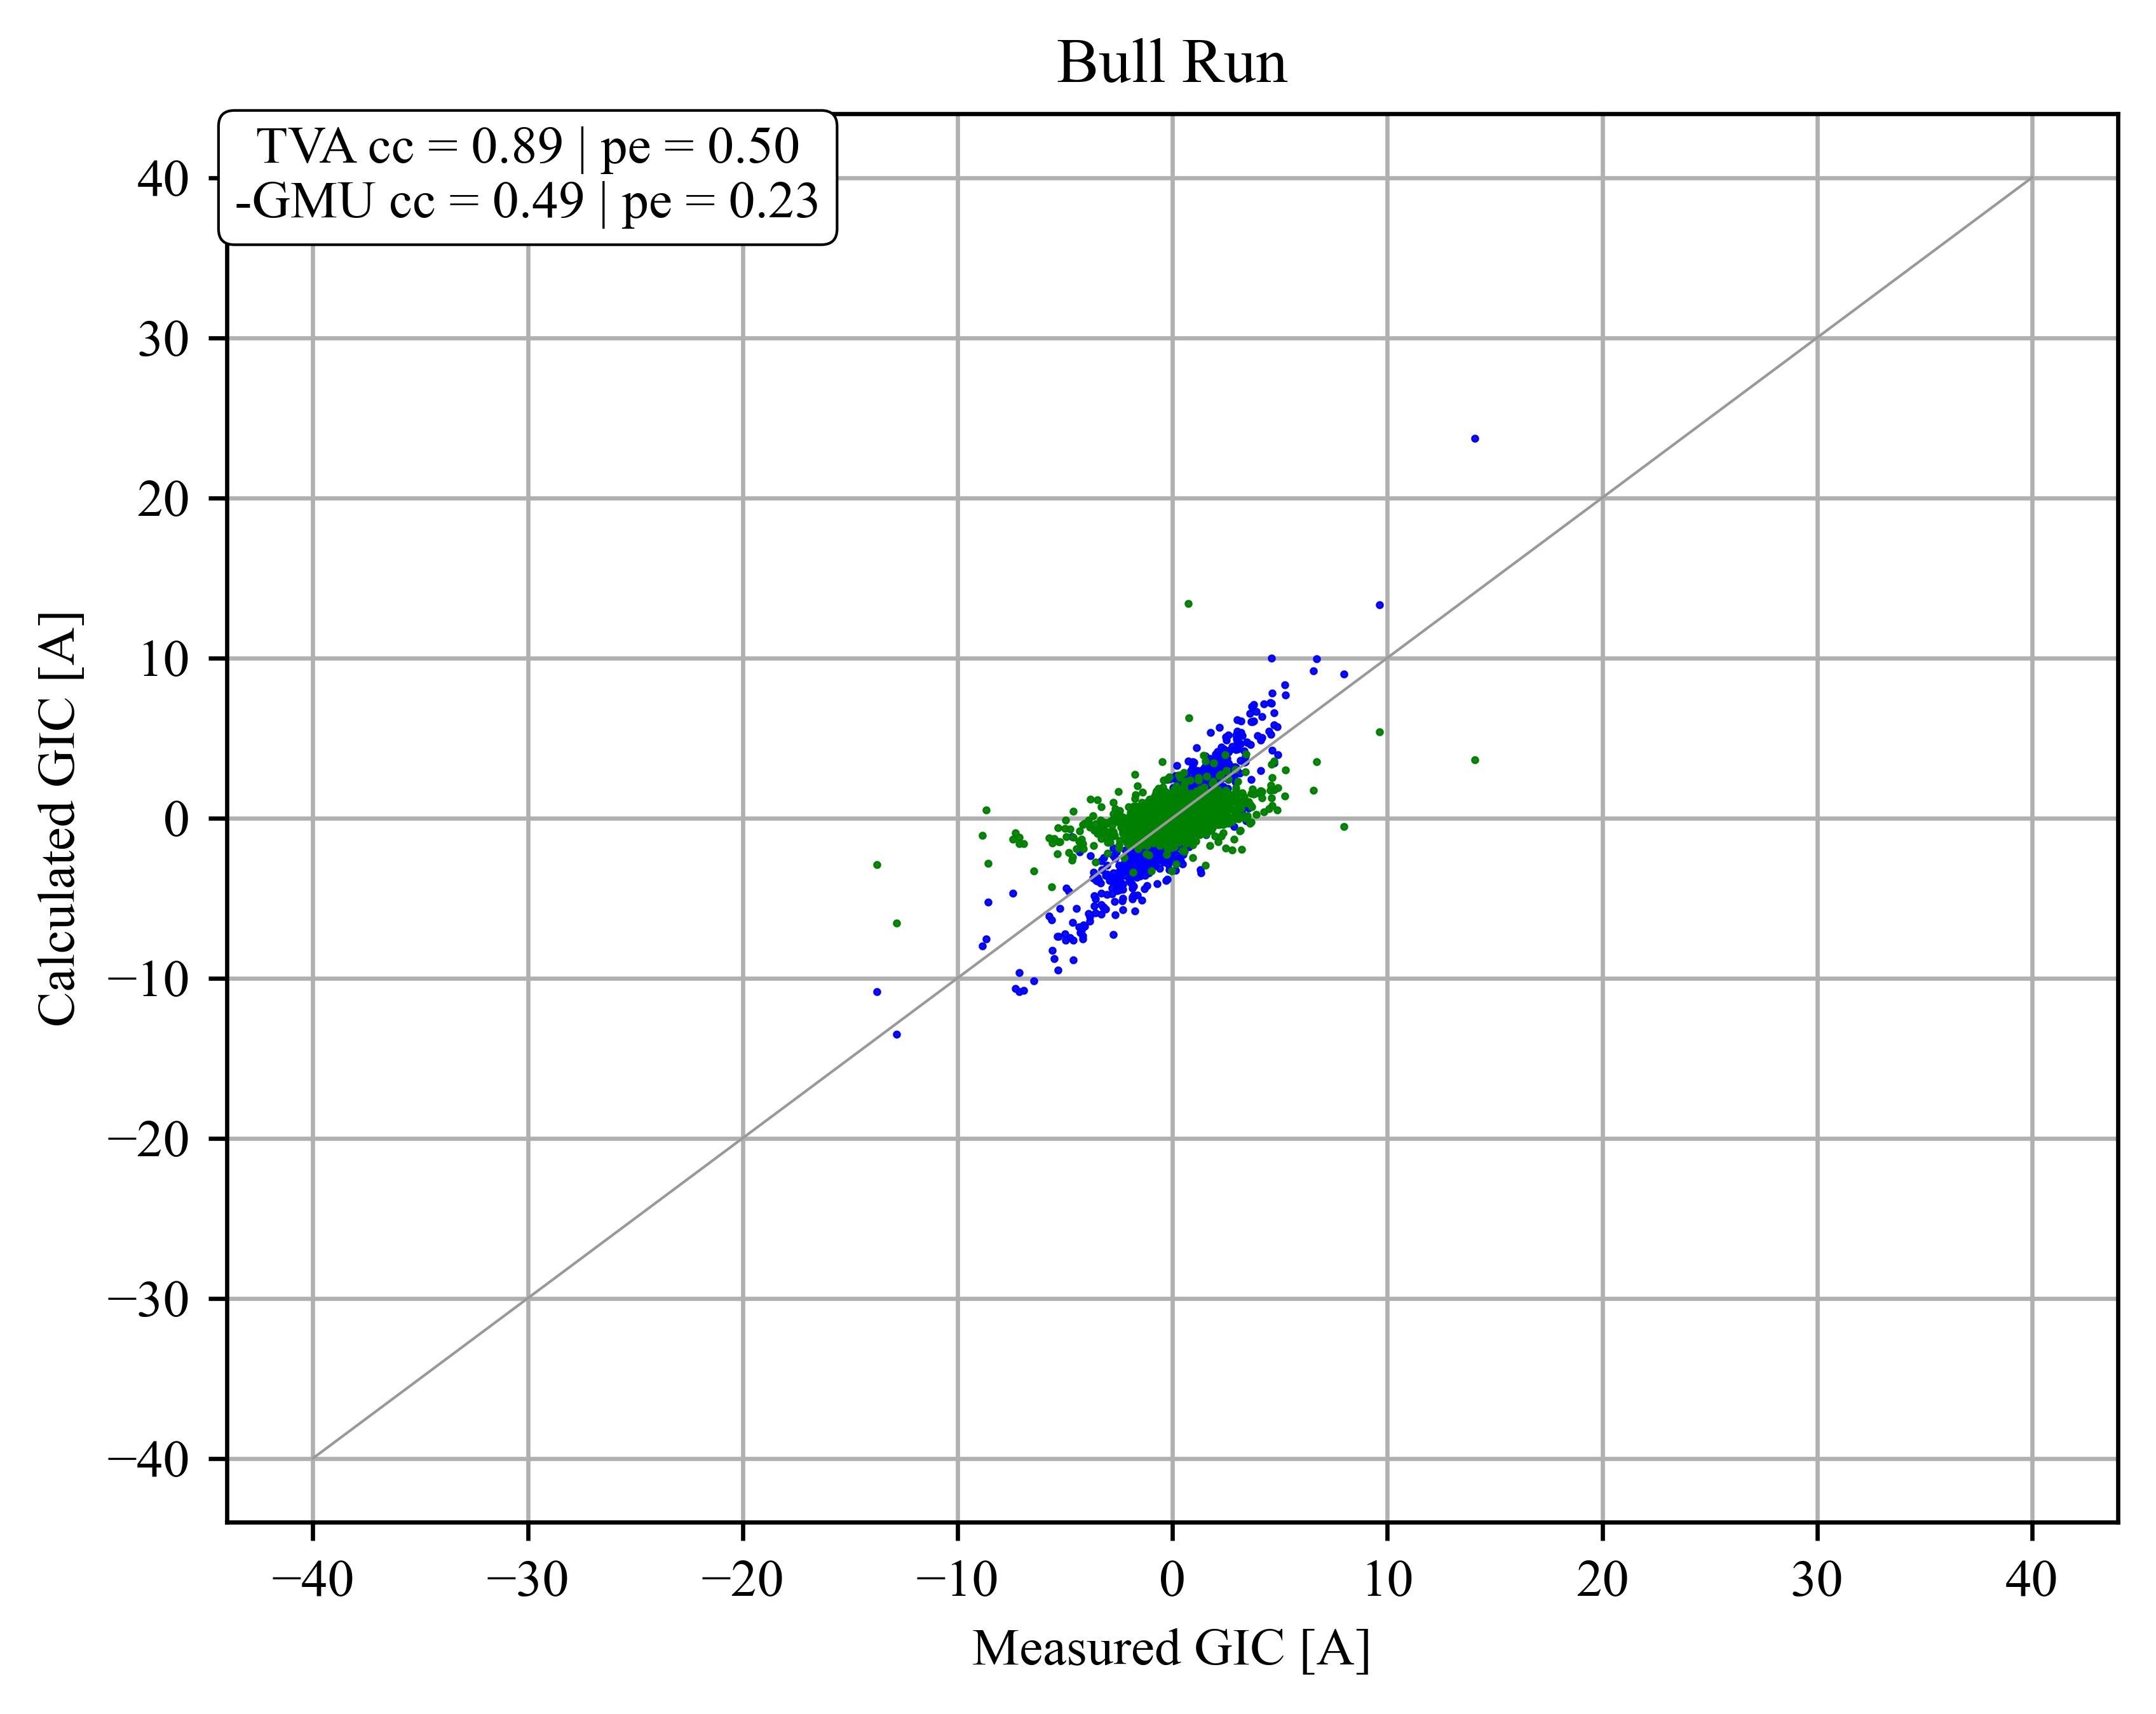 Bull Run
TVA cc = 0.89 | pe = 0.50
-GMU cc = 0.49 | pe = 0.23
Calculated GIC [A]
40
30
20
10
0
−10
−20
−30
−40
−40 −30 −20 −10 0 10 20 30 40
Measured GIC [A]